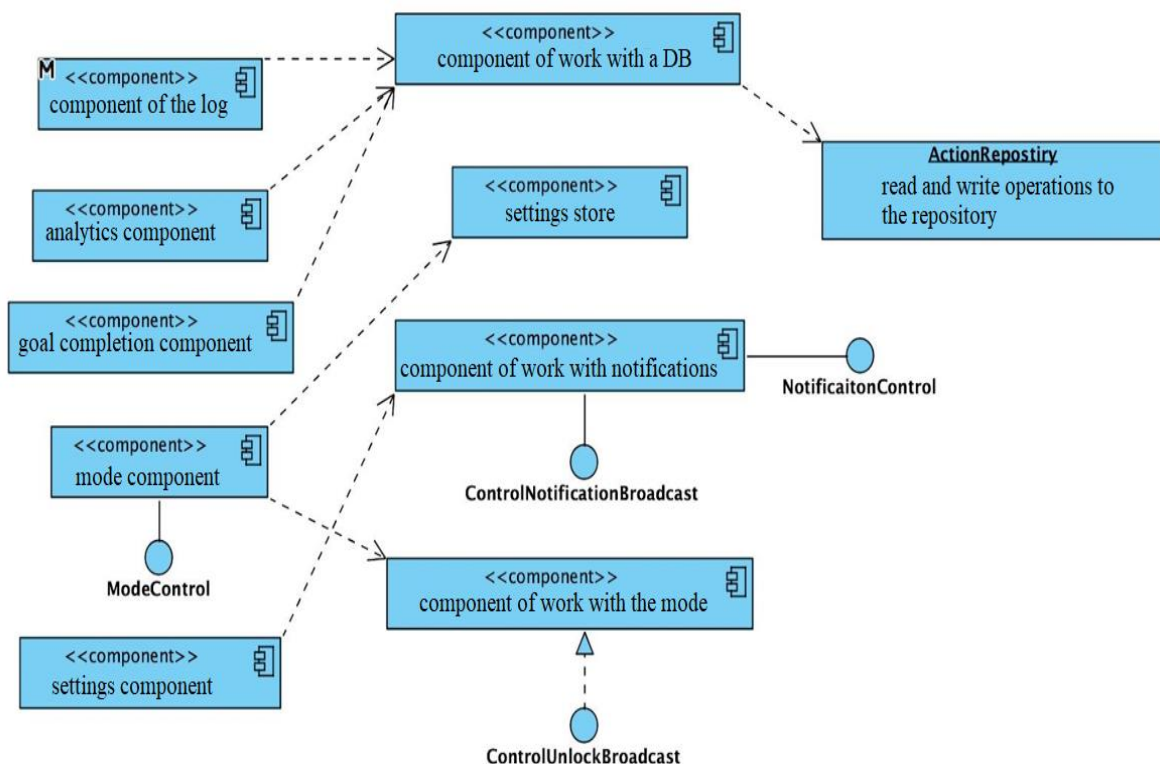 <<component>>
component of work with a DB
M
<<component>>
component of the log
ActionRepostiry
read and write operations to
the repository
<<component>>
settings store
<<component>>
analytics component
<<component>>
goal completion component
<<component>>
component of work with notifications
NotificaitonControl
<<component>>
mode component
ControlNotificationBroadcast
ModeControl
<<component>>
component of work with the mode
<<component>>
settings component
ControlUnlockBroadcast